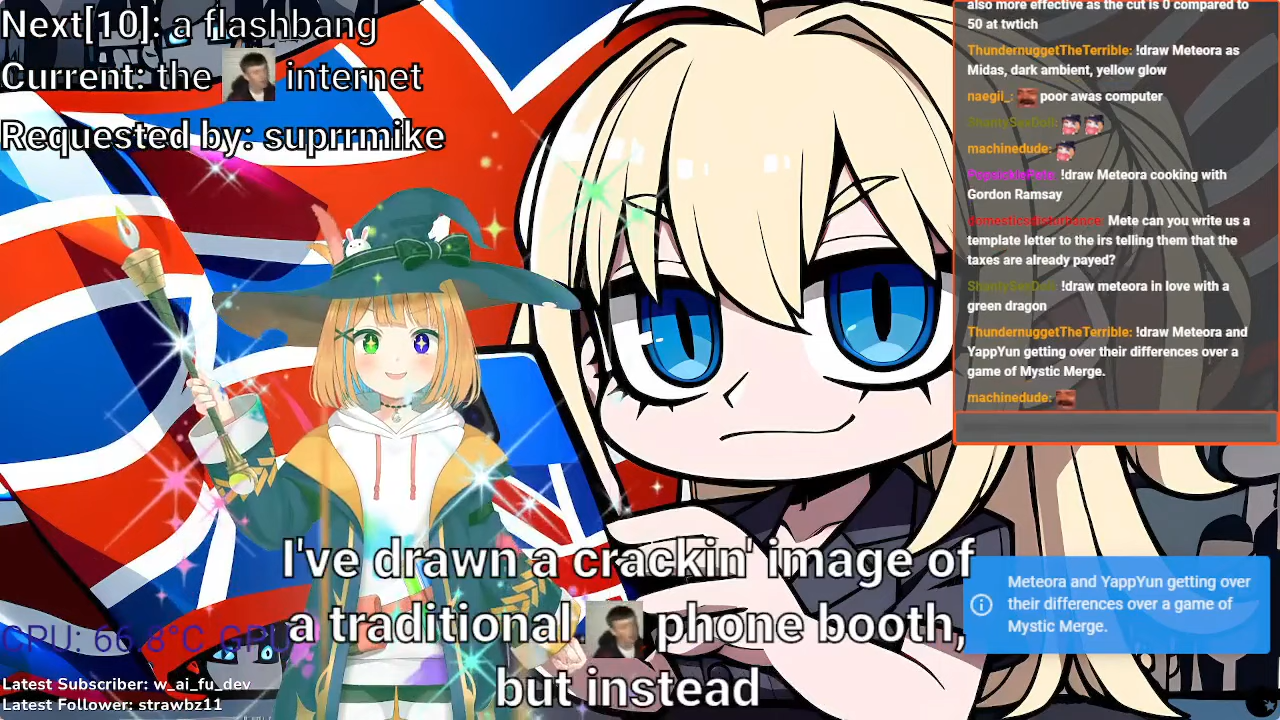 Next[10]: a flashbang
Current: the internet
Requested by: suprrmike
also more effective as the cut is 0 compared to
50 at twtich
ThundernuggetTheTerrible: !draw Meteora as
Midas, dark ambient, yellow glow
naegil_: poor awas computer
machinedude:
!draw Meteora cooking with
Gordon Ramsay
Mete can you write us a
template letter to the irs telling them that the
taxes are already payed?
!draw meteora in love with a
green dragon
ThundernuggetTheTerrible: !draw Meteora and
YappYun getting over their differences over a
game of Mystic Merge.
machinedude:
I've drawn a crackin' image of
a traditional phone booth,
but instead
Meteora and YappYun getting over
their differences over a game of
Mystic Merge.
CPU: 66.8°C GPU
Latest Subscriber: w_ai_fu_dev
Latest Follower: strawbz11